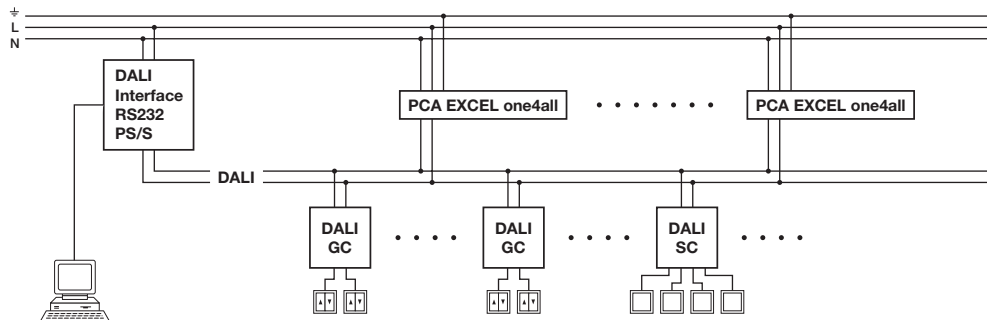 ⏚
L
N
DALI
Interface
RS232
PS/S
PCA EXCEL one4all
PCA EXCEL one4all
DALI
DALI
GC
DALI
GC
DALI
SC